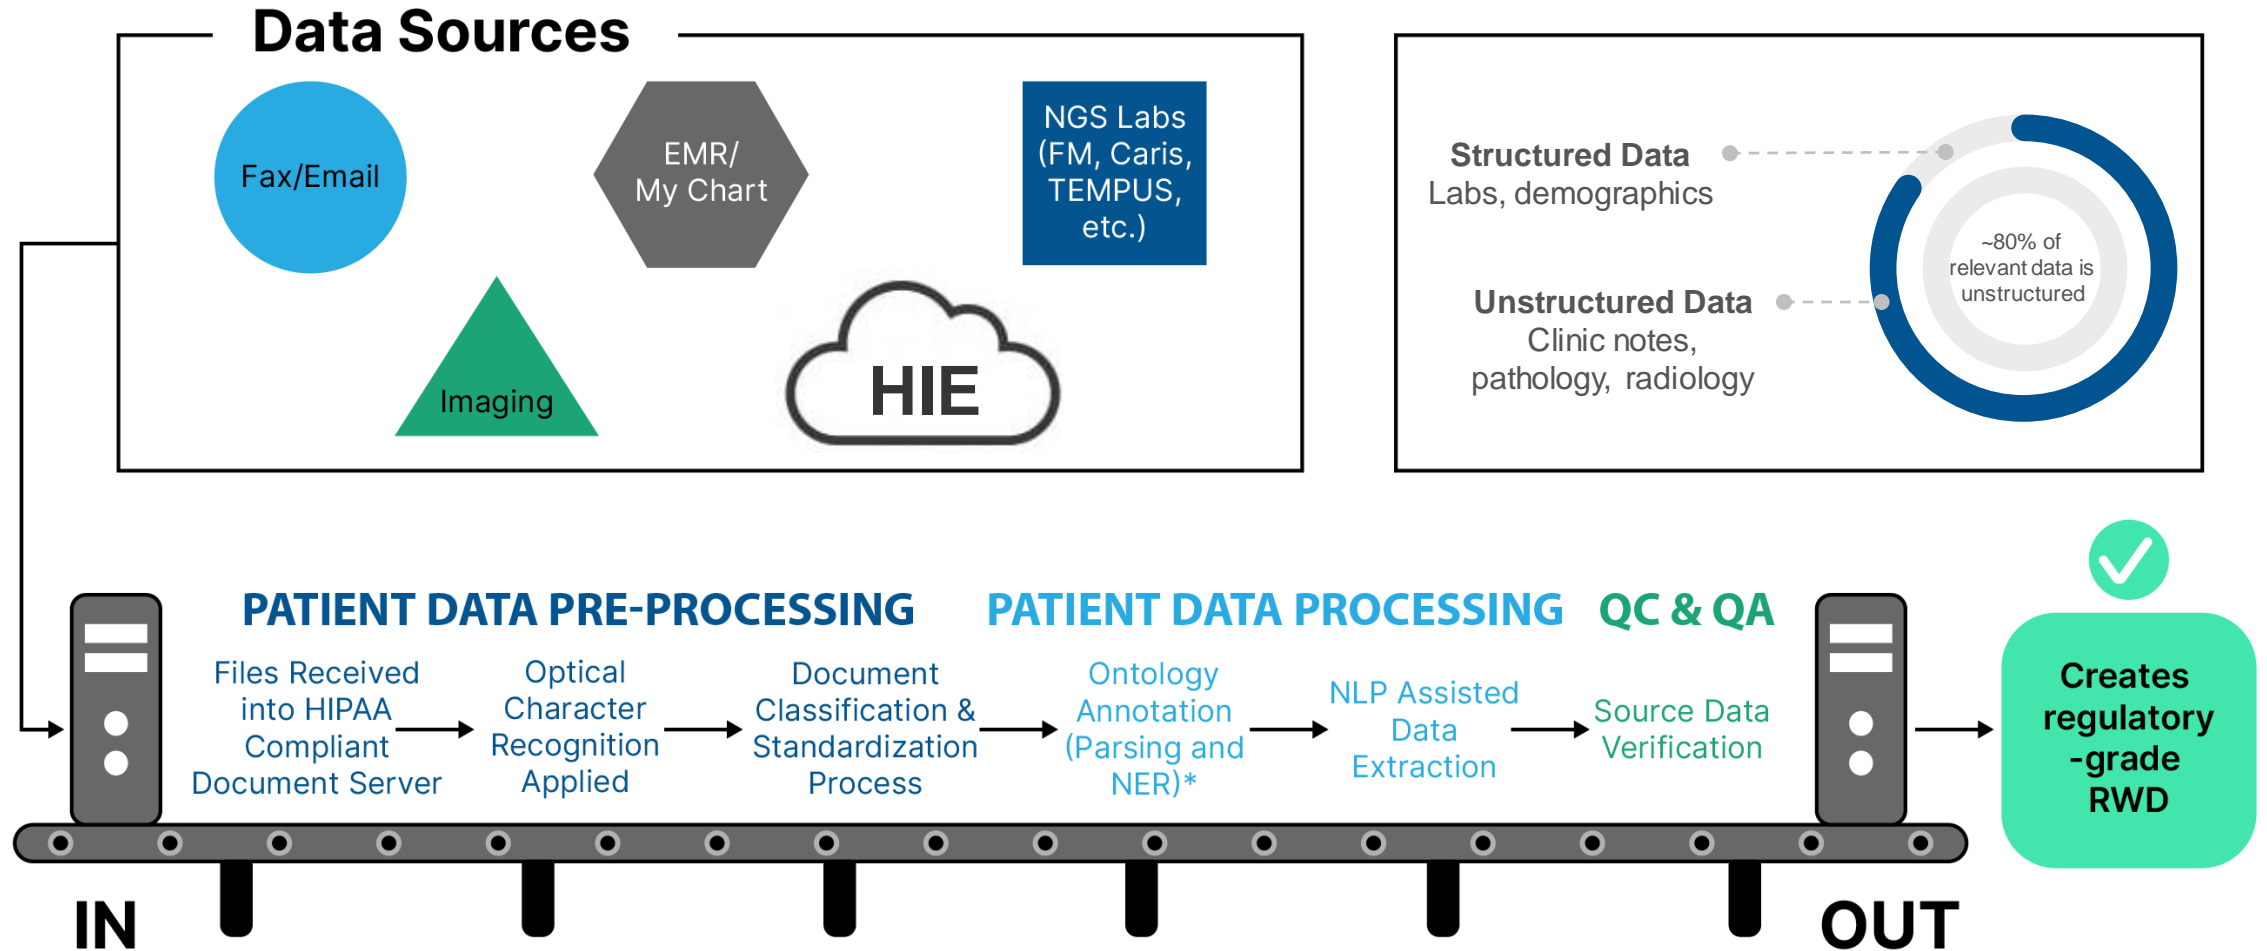 Data Sources
Fax/Email
EMR/
My Chart
NGS Labs
(FM, Caris,
TEMPUS,
etc.)
Imaging
HIE
Structured Data
Labs, demographics
Unstructured Data
Clinic notes,
pathology, radiology
~80% of
relevant data is
unstructured
PATIENT DATA PRE-PROCESSING
Files Received
into HIPAA
Compliant
Document Server
Optical
Character
Recognition
Applied
Document
Classification &
Standardization
Process
PATIENT DATA PROCESSING
Ontology
Annotation
(Parsing and
NER)*
NLP Assisted
Data
Extraction
QC & QA
Source Data
Verification
Creates
regulatory
-grade
RWD
IN
OUT